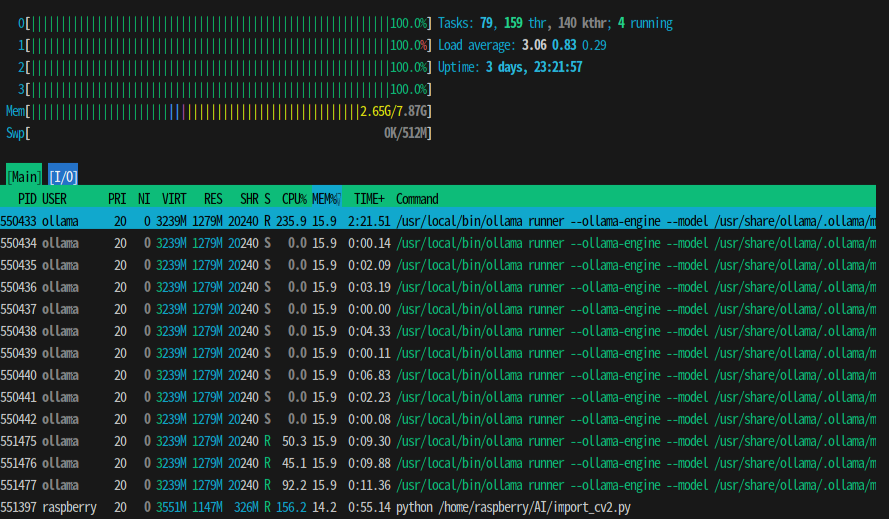 0[||||||||||||||||||||||||||||||||||||||||||||||||||||||||||||100.0%] Tasks: 79, 159 thr, 140 kthr; 4 running
1[||||||||||||||||||||||||||||||||||||||||||||||||||||||||||||100.0%] Load average: 3.06 0.83 0.29
2[||||||||||||||||||||||||||||||||||||||||||||||||||||||||||||100.0%] Uptime: 3 days, 23:21:57
3[||||||||||||||||||||||||||||||||||||||||||||||||||||||||||||100.0%]
Mem[|||||||||||||||||||||||||||||||||||||||||||||||||||||||2.65G/7.87G]
Swp[ 0K/512M]
[Main] [I/O]
PID USER PRI NI VIRT RES SHR S CPU% MEM%▽ TIME+ Command
550433 ollama 20 0 3239M 1279M 20240 R 235.9 15.9 2:21.51 /usr/local/bin/ollama runner --ollama-engine --model /usr/share/ollama/.ollama/m
550434 ollama 20 0 3239M 1279M 20240 S 0.0 15.9 0:00.14 /usr/local/bin/ollama runner --ollama-engine --model /usr/share/ollama/.ollama/m
550435 ollama 20 0 3239M 1279M 20240 S 0.0 15.9 0:02.09 /usr/local/bin/ollama runner --ollama-engine --model /usr/share/ollama/.ollama/m
550436 ollama 20 0 3239M 1279M 20240 S 0.0 15.9 0:03.19 /usr/local/bin/ollama runner --ollama-engine --model /usr/share/ollama/.ollama/m
550437 ollama 20 0 3239M 1279M 20240 S 0.0 15.9 0:00.00 /usr/local/bin/ollama runner --ollama-engine --model /usr/share/ollama/.ollama/m
550438 ollama 20 0 3239M 1279M 20240 S 0.0 15.9 0:04.33 /usr/local/bin/ollama runner --ollama-engine --model /usr/share/ollama/.ollama/m
550439 ollama 20 0 3239M 1279M 20240 S 0.0 15.9 0:00.11 /usr/local/bin/ollama runner --ollama-engine --model /usr/share/ollama/.ollama/m
550440 ollama 20 0 3239M 1279M 20240 S 0.0 15.9 0:06.83 /usr/local/bin/ollama runner --ollama-engine --model /usr/share/ollama/.ollama/m
550441 ollama 20 0 3239M 1279M 20240 S 0.0 15.9 0:02.23 /usr/local/bin/ollama runner --ollama-engine --model /usr/share/ollama/.ollama/m
550442 ollama 20 0 3239M 1279M 20240 S 0.0 15.9 0:00.08 /usr/local/bin/ollama runner --ollama-engine --model /usr/share/ollama/.ollama/m
551475 ollama 20 0 3239M 1279M 20240 R 50.3 15.9 0:09.30 /usr/local/bin/ollama runner --ollama-engine --model /usr/share/ollama/.ollama/m
551476 ollama 20 0 3239M 1279M 20240 R 45.1 15.9 0:09.88 /usr/local/bin/ollama runner --ollama-engine --model /usr/share/ollama/.ollama/m
551477 ollama 20 0 3239M 1279M 20240 R 92.2 15.9 0:11.36 /usr/local/bin/ollama runner --ollama-engine --model /usr/share/ollama/.ollama/m
551397 raspberry 20 0 3551M 1147M 326M R 156.2 14.2 0:55.14 python /home/raspberry/AI/import_cv2.py